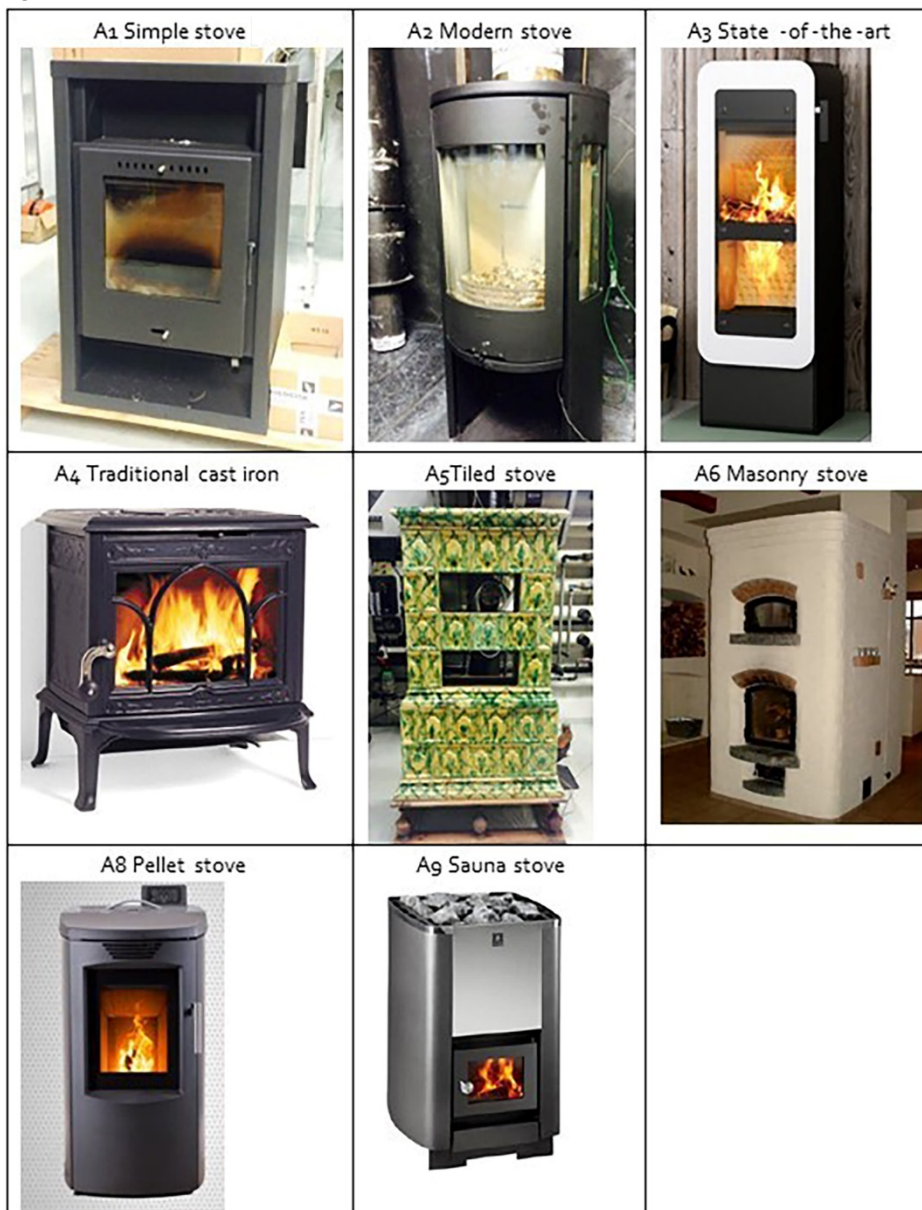 A1 Simple stove
A2 Modern stove
A3 State -of-the-art
A4 Traditional cast iron
A5Tiled stove
A6 Masonry stove
A8 Pellet stove
A9 Sauna stove